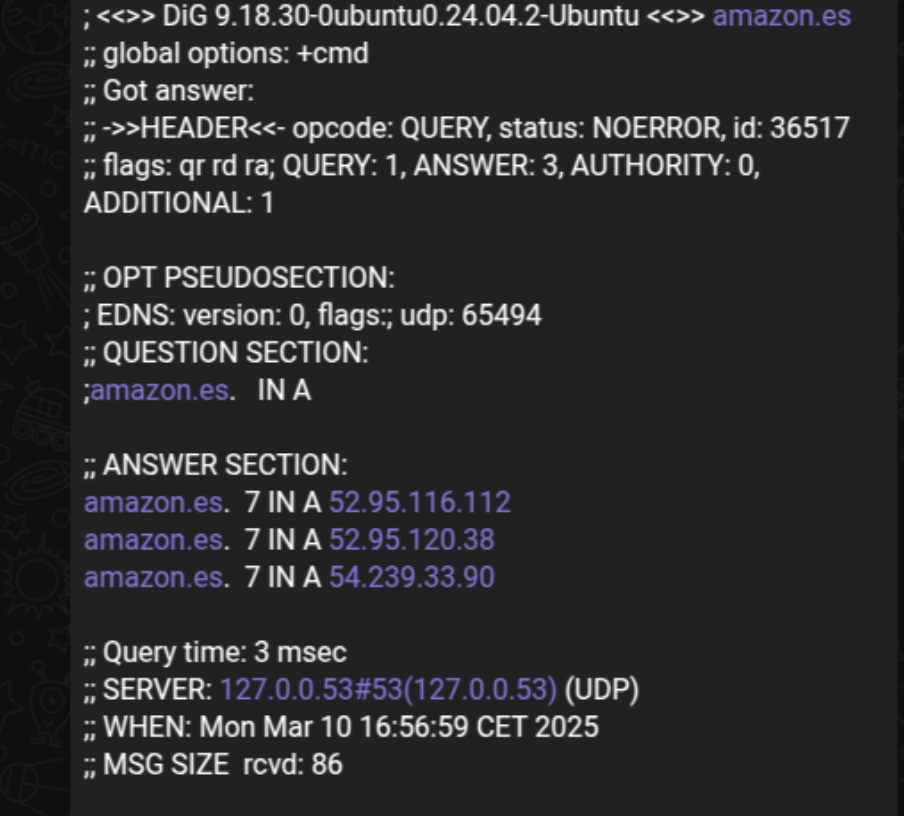 ; <<>> DiG 9.18.30-0ubuntu0.24.04.2-Ubuntu <<>> amazon.es
;; global options: +cmd
;; Got answer:
;; ->>HEADER<<- opcode: QUERY, status: NOERROR, id: 36517
;; flags: qr rd ra; QUERY: 1, ANSWER: 3, AUTHORITY: 0,
ADDITIONAL: 1

;; OPT PSEUDOSECTION:
; EDNS: version: 0, flags:; udp: 65494
;; QUESTION SECTION:
;amazon.es.   IN A

;; ANSWER SECTION:
amazon.es.  7 IN A 52.95.116.112
amazon.es.  7 IN A 52.95.120.38
amazon.es.  7 IN A 54.239.33.90

;; Query time: 3 msec
;; SERVER: 127.0.0.53#53(127.0.0.53) (UDP)
;; WHEN: Mon Mar 10 16:56:59 CET 2025
;; MSG SIZE  rcvd: 86